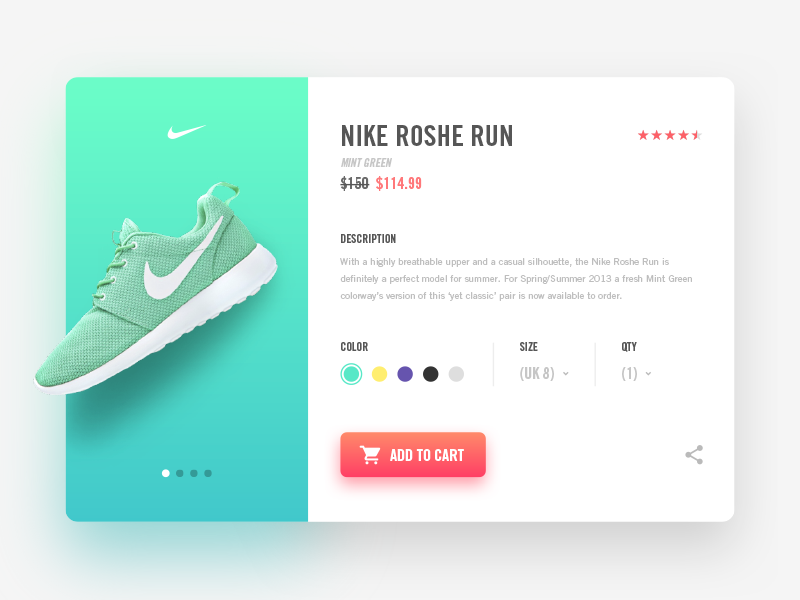 NIKE ROSHE RUN
MINT GREEN
$150 $114.99
DESCRIPTION
With a highly breathable upper and a casual silhouette, the Nike Roshe Run is
definitely a perfect model for summer. For Spring/Summer 2013 a fresh Mint Green
colorway's version of this 'yet classic' pair is now available to order.
COLOR SIZE QTY
(UK 8) (1)
ADD TO CART